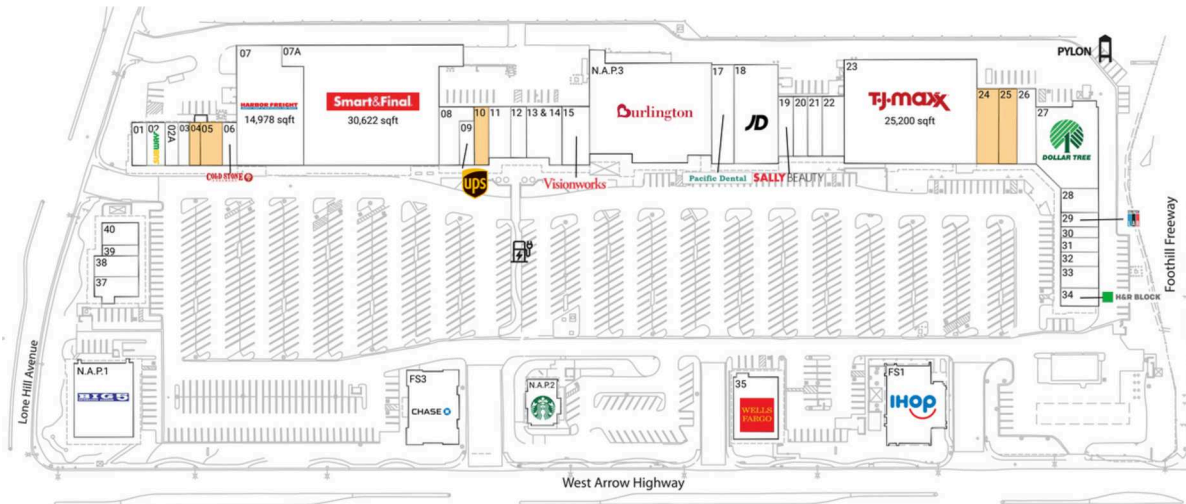 PYLON
07
07A
HARBOR FREIGHT
14,978 sqft
Smart&Final
30,622 sqft
N.A.P.3
Burlington
17
18
JD
23
TJ-maxx
25,200 sqft
01
02
SUBWAY
02A
03
04
05
06
08
09
10
11
12
13 & 14
15
19
20
21
22
24
25
26
27
DOLLAR TREE
COLD STONE
ups
Visionworks
Pacific Dental
SALLY BEAUTY
28
29
30
31
32
33
34
H&R BLOCK
40
39
38
37
Foothill Freeway
Lone Hill Avenue
N.A.P.1
BIG 5
FS3
CHASE
N.A.P.2
35
WELLS
FARGO
FS1
IHOP
West Arrow Highway